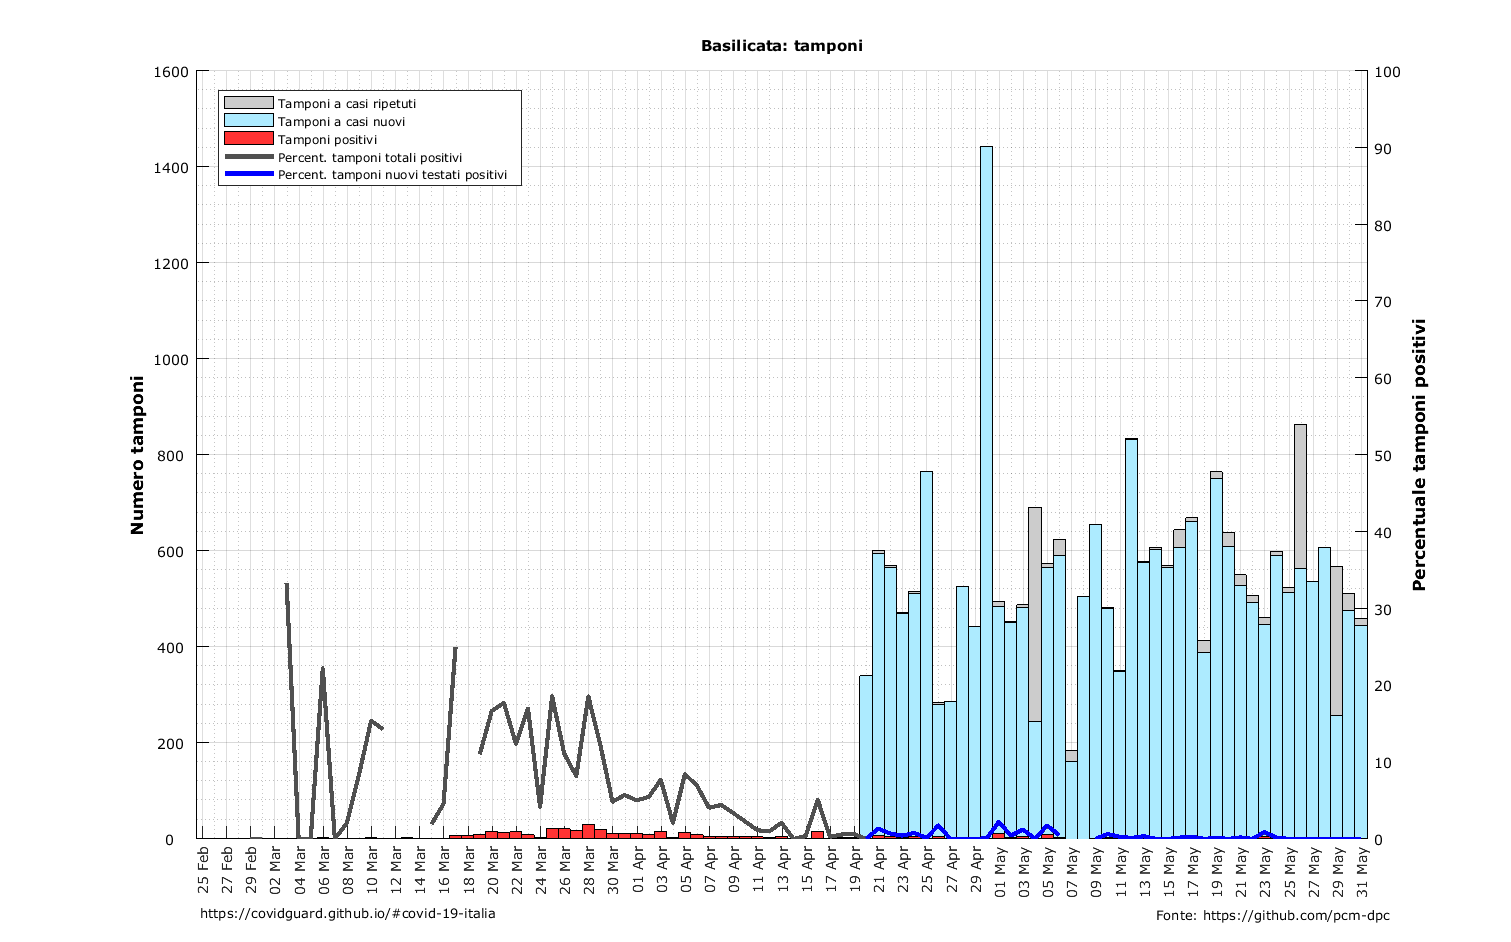 Basilicata: tamponi
1600
1400
1200
1000
800
600
400
200
0
100
90
80
70
60
50
40
30
20
10
0
Numero tamponi
Percentuale tamponi positivi
Tamponi a casi ripetuti
Tamponi a casi nuovi
Tamponi positivi
Percent. tamponi totali positivi
Percent. tamponi nuovi testati positivi
25 Feb
27 Feb
29 Feb
02 Mar
04 Mar
06 Mar
08 Mar
10 Mar
12 Mar
14 Mar
16 Mar
18 Mar
20 Mar
22 Mar
24 Mar
26 Mar
28 Mar
30 Mar
01 Apr
03 Apr
05 Apr
07 Apr
09 Apr
11 Apr
13 Apr
15 Apr
17 Apr
19 Apr
21 Apr
23 Apr
25 Apr
27 Apr
29 Apr
01 May
03 May
05 May
07 May
09 May
11 May
13 May
15 May
17 May
19 May
21 May
23 May
25 May
27 May
29 May
31 May
https://covidguard.github.io/#covid-19-italia
Fonte: https://github.com/pcm-dpc